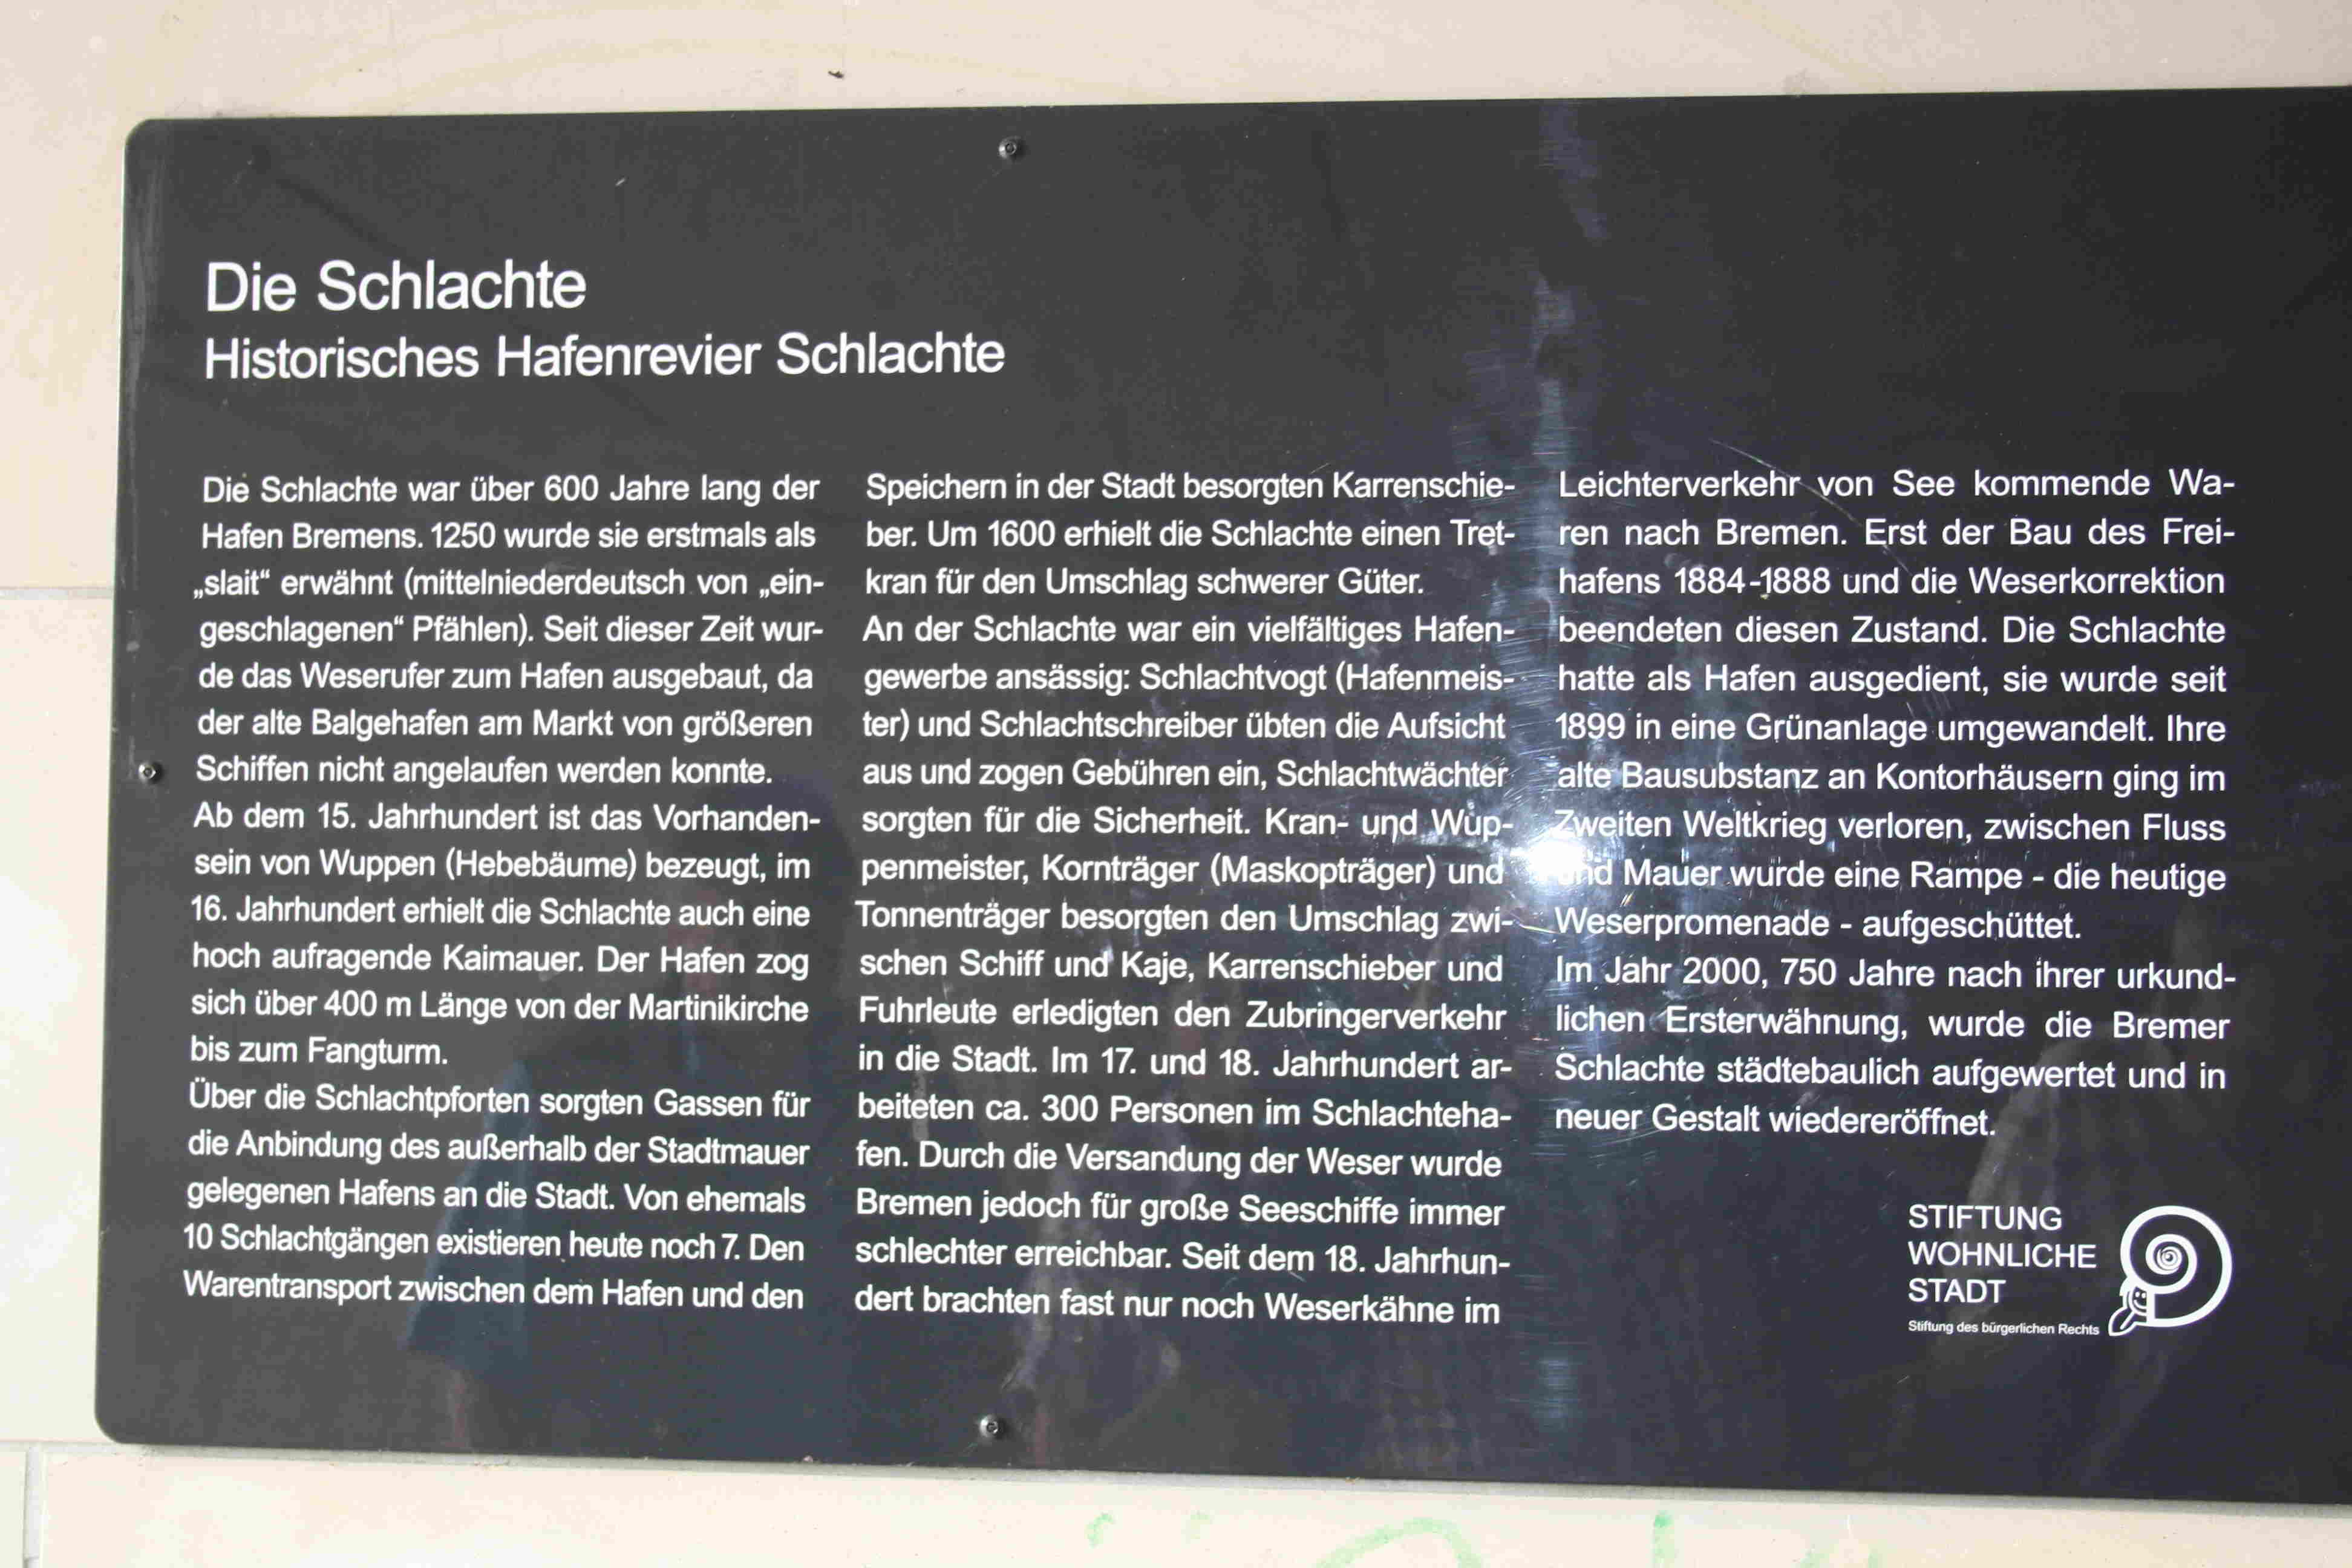 Die Schlachte
Historisches Hafenrevier Schlachte
Die Schlachte war über 600 Jahre lang der
Hafen Bremens. 1250 wurde sie erstmals als
„slait“ erwähnt (mittelniederdeutsch von „ein-
geschlagenen“ Pfählen). Seit dieser Zeit wur-
de das Weserufer zum Hafen ausgebaut, da
der alte Balgehafen am Markt von größeren
Schiffen nicht angelaufen werden konnte.
Ab dem 15. Jahrhundert ist das Vorhanden-
sein von Wuppen (Hebebäume) bezeugt, im
16. Jahrhundert erhielt die Schlachte auch eine
hoch aufragende Kaimauer. Der Hafen zog
sich über 400 m Länge von der Martinikirche
bis zum Fangturm.
Über die Schlachtpforten sorgten Gassen für
die Anbindung des außerhalb der Stadtmauer
gelegenen Hafens an die Stadt. Von ehemals
10 Schlachtgängen existieren heute noch 7. Den
Warentransport zwischen dem Hafen und den
Speichern in der Stadt besorgten Karrenschie-
ber. Um 1600 erhielt die Schlachte einen Tret-
kran für den Umschlag schwerer Güter.
An der Schlachte war ein vielfältiges Hafen-
gewerbe ansässig: Schlachtvogt (Hafenmeis-
ter) und Schlachtschreiber übten die Aufsicht
aus und zogen Gebühren ein, Schlachtwächter
sorgten für die Sicherheit. Kran- und Wup-
penmeister, Kornträger (Maskopträger) und
Tonnenträger besorgten den Umschlag zwi-
schen Schiff und Kaje, Karrenschieber und
Fuhrleute erledigten den Zubringerverkehr
in die Stadt. Im 17. und 18. Jahrhundert ar-
beiteten ca. 300 Personen im Schlachteha-
fen. Durch die Versandung der Weser wurde
Bremen jedoch für große Seeschiffe immer
schlechter erreichbar. Seit dem 18. Jahrhun-
dert brachten fast nur noch Weserkähne im
Leichterverkehr von See kommende Wa-
ren nach Bremen. Erst der Bau des Frei-
hafens 1884-1888 und die Weserkorrektion
beendeten diesen Zustand. Die Schlachte
hatte als Hafen ausgedient, sie wurde seit
1899 in eine Grünanlage umgewandelt. Ihre
alte Bausubstanz an Kontorhäusern ging im
Zweiten Weltkrieg verloren, zwischen Fluss
und Mauer wurde eine Rampe - die heutige
Weserpromenade - aufgeschüttet.
Im Jahr 2000, 750 Jahre nach ihrer urkund-
lichen Ersterwähnung, wurde die Bremer
Schlachte städtebaulich aufgewertet und in
neuer Gestalt wiedereröffnet.
STIFTUNG
WOHNLICHE
STADT
Stiftung des bürgerlichen Rechts